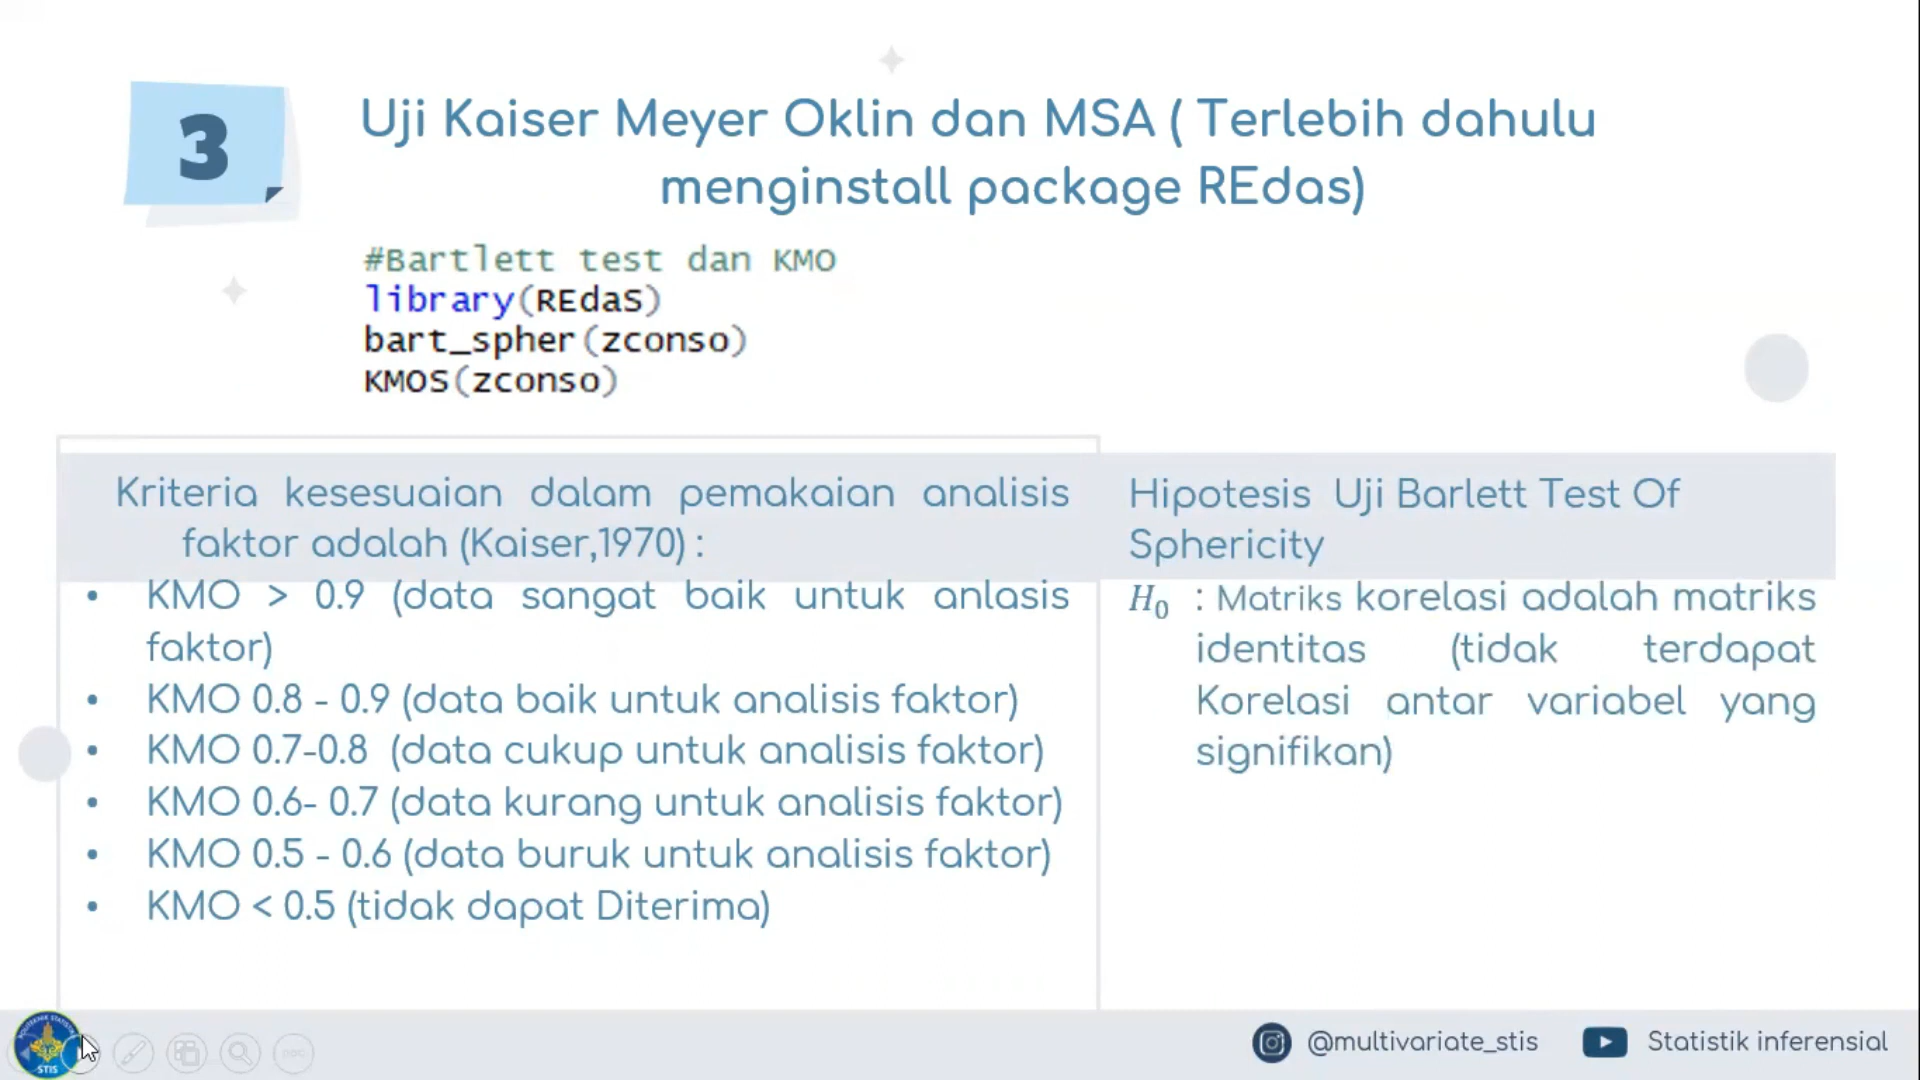 3
Uji Kaiser Meyer Oklin dan MSA ( Terlebih dahulu
menginstall package REdas)
#Bartlett test dan KMO
library(REdaS)
bart_spher(zconso)
KMOS(zconso)
Kriteria kesesuaian dalam pemakaian analisis
faktor adalah (Kaiser,1970) :
• KMO > 0.9 (data sangat baik untuk anlasis
faktor)
• KMO 0.8 - 0.9 (data baik untuk analisis faktor)
• KMO 0.7-0.8 (data cukup untuk analisis faktor)
• KMO 0.6- 0.7 (data kurang untuk analisis faktor)
• KMO 0.5 - 0.6 (data buruk untuk analisis faktor)
• KMO < 0.5 (tidak dapat Diterima)
Hipotesis Uji Barlett Test Of
Sphericity
H₀ : Matriks korelasi adalah matriks
identitas (tidak terdapat
Korelasi antar variabel yang
signifikan)
STIS
@multivariate_stis
Statistik inferensial